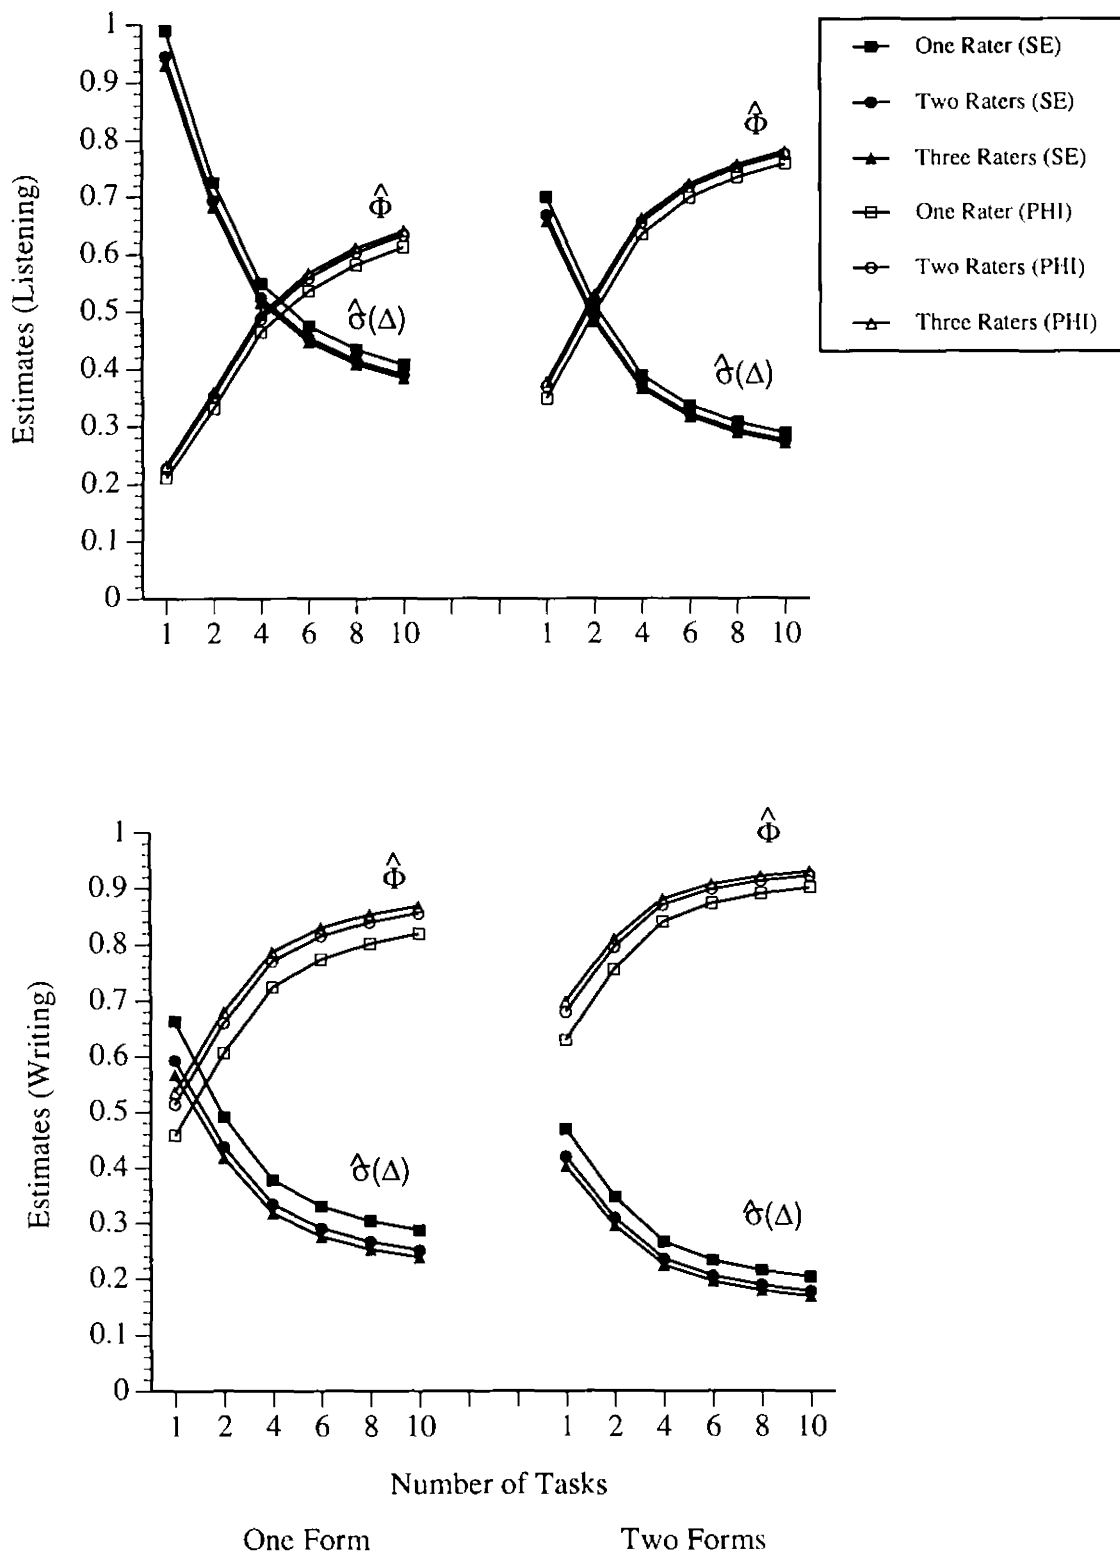 1
0.9
0.8
0.7
0.6
0.5
0.4
0.3
0.2
0.1
0
Estimates (Listening)
Φ̂
σ̂(Δ)
Φ̂
σ̂(Δ)
1 2 4 6 8 10 1 2 4 6 8 10
One Rater (SE)
Two Raters (SE)
Three Raters (SE)
One Rater (PHI)
Two Raters (PHI)
Three Raters (PHI)
1
0.9
0.8
0.7
0.6
0.5
0.4
0.3
0.2
0.1
0
Estimates (Writing)
Φ̂
σ̂(Δ)
Φ̂
σ̂(Δ)
1 2 4 6 8 10 1 2 4 6 8 10
Number of Tasks
One Form Two Forms